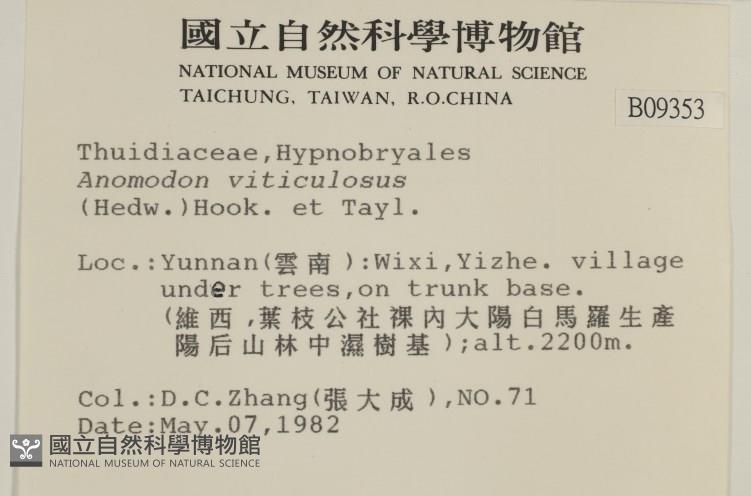 國立自然科學博物館
NATIONAL MUSEUM OF NATURAL SCIENCE
TAICHUNG, TAIWAN, R.O.CHINA
B09353
Thuidiaceae,Hypnobryales
Anomodon viticulosus
(Hedw.)Hook. et Tayl.
Loc.:Yunnan(雲南):Wixi,Yizhe. village
under trees,on trunk base.
(維西,葉枝公社裸內大陽白馬羅生產
陽后山林中濕樹基);alt.2200m.
Col.:D.C.Zhang(張大成),NO.71
Date:May.07,1982
國立自然科學博物館
NATIONAL MUSEUM OF NATURAL SCIENCE